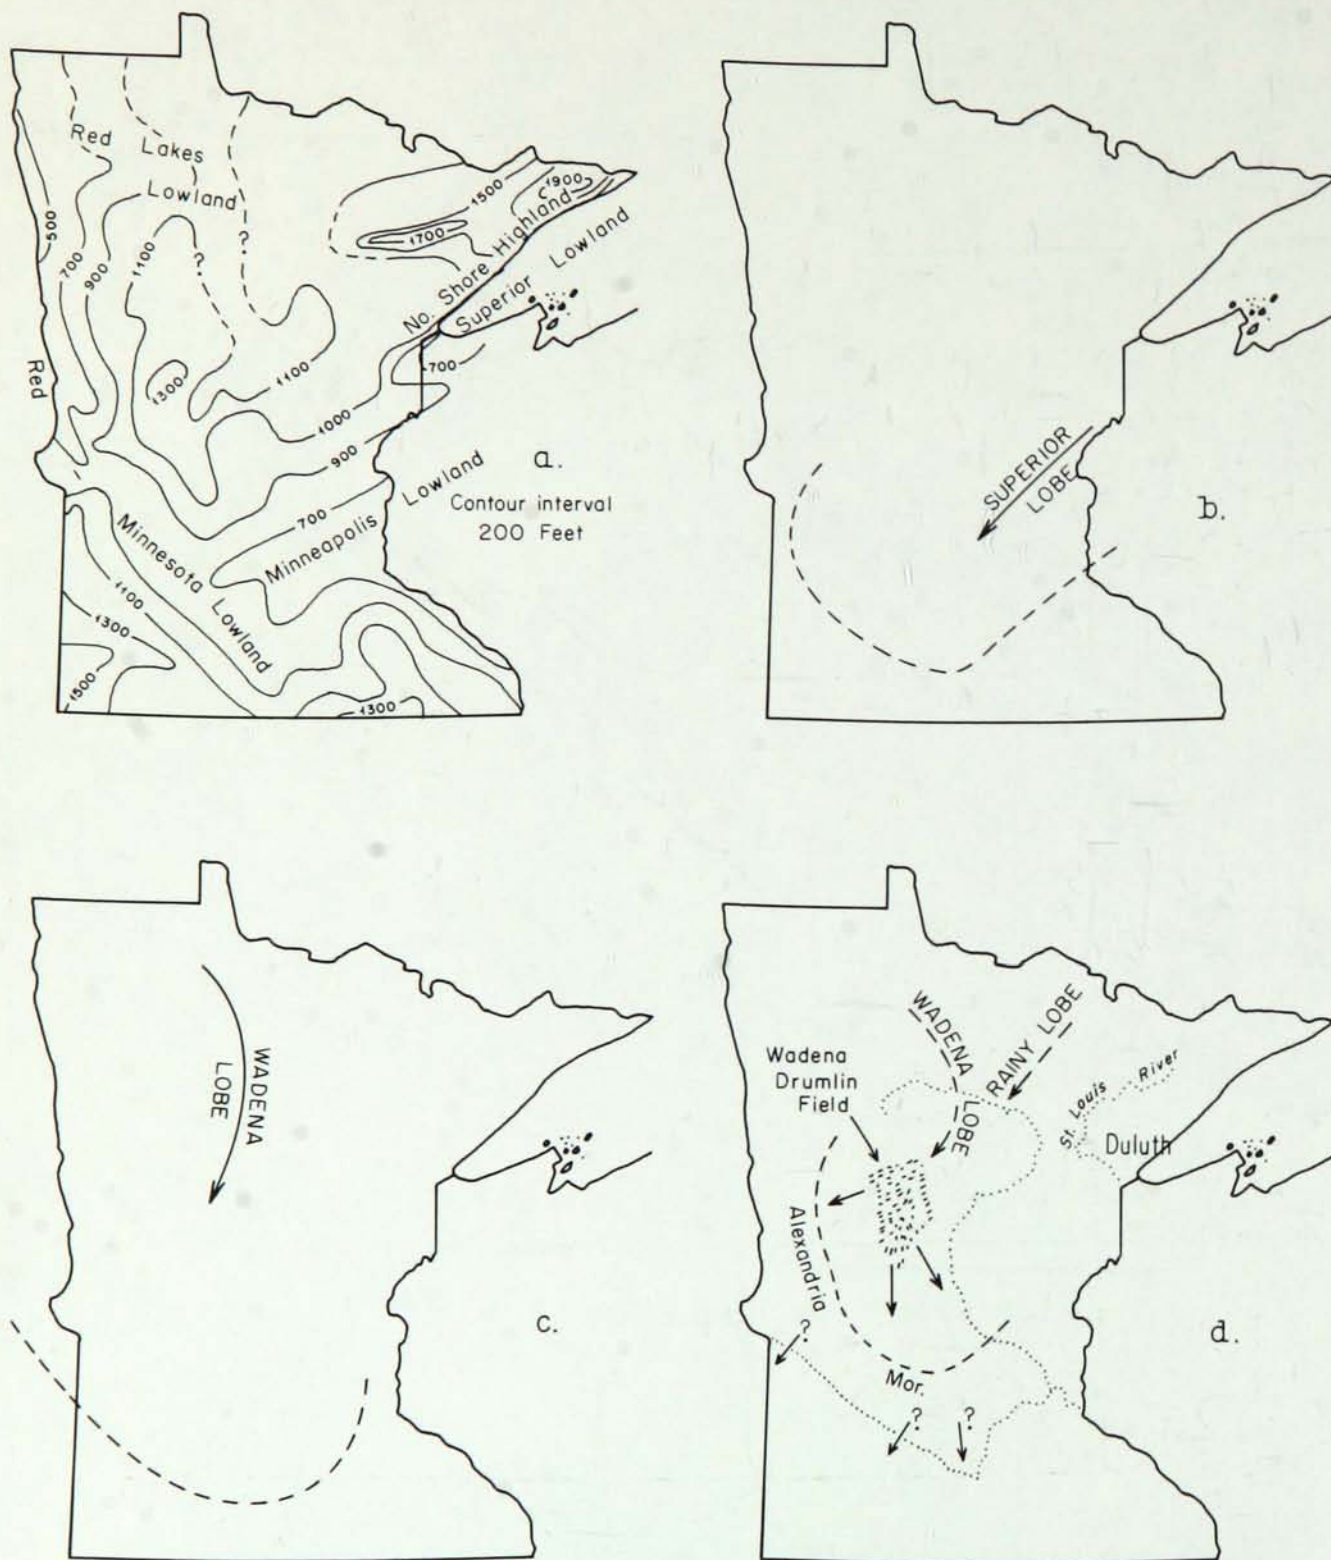 Red
Lakes
Lowland
500
700
900
1100
?
?
1300
1100
1000
900
700
700
1500
1700
1900
No. Shore Highland
Superior Lowland
Red
a.
Contour interval
200 Feet
Minneapolis Lowland
Minnesota Lowland
1100
1300
1500
1300
SUPERIOR
LOBE
b.
WADENA
LOBE
c.
WADENA
LOBE
RAINY LOBE
Wadena
Drumlin
Field
St. Louis River
Duluth
Alexandria
Mor.
?
?
?
d.